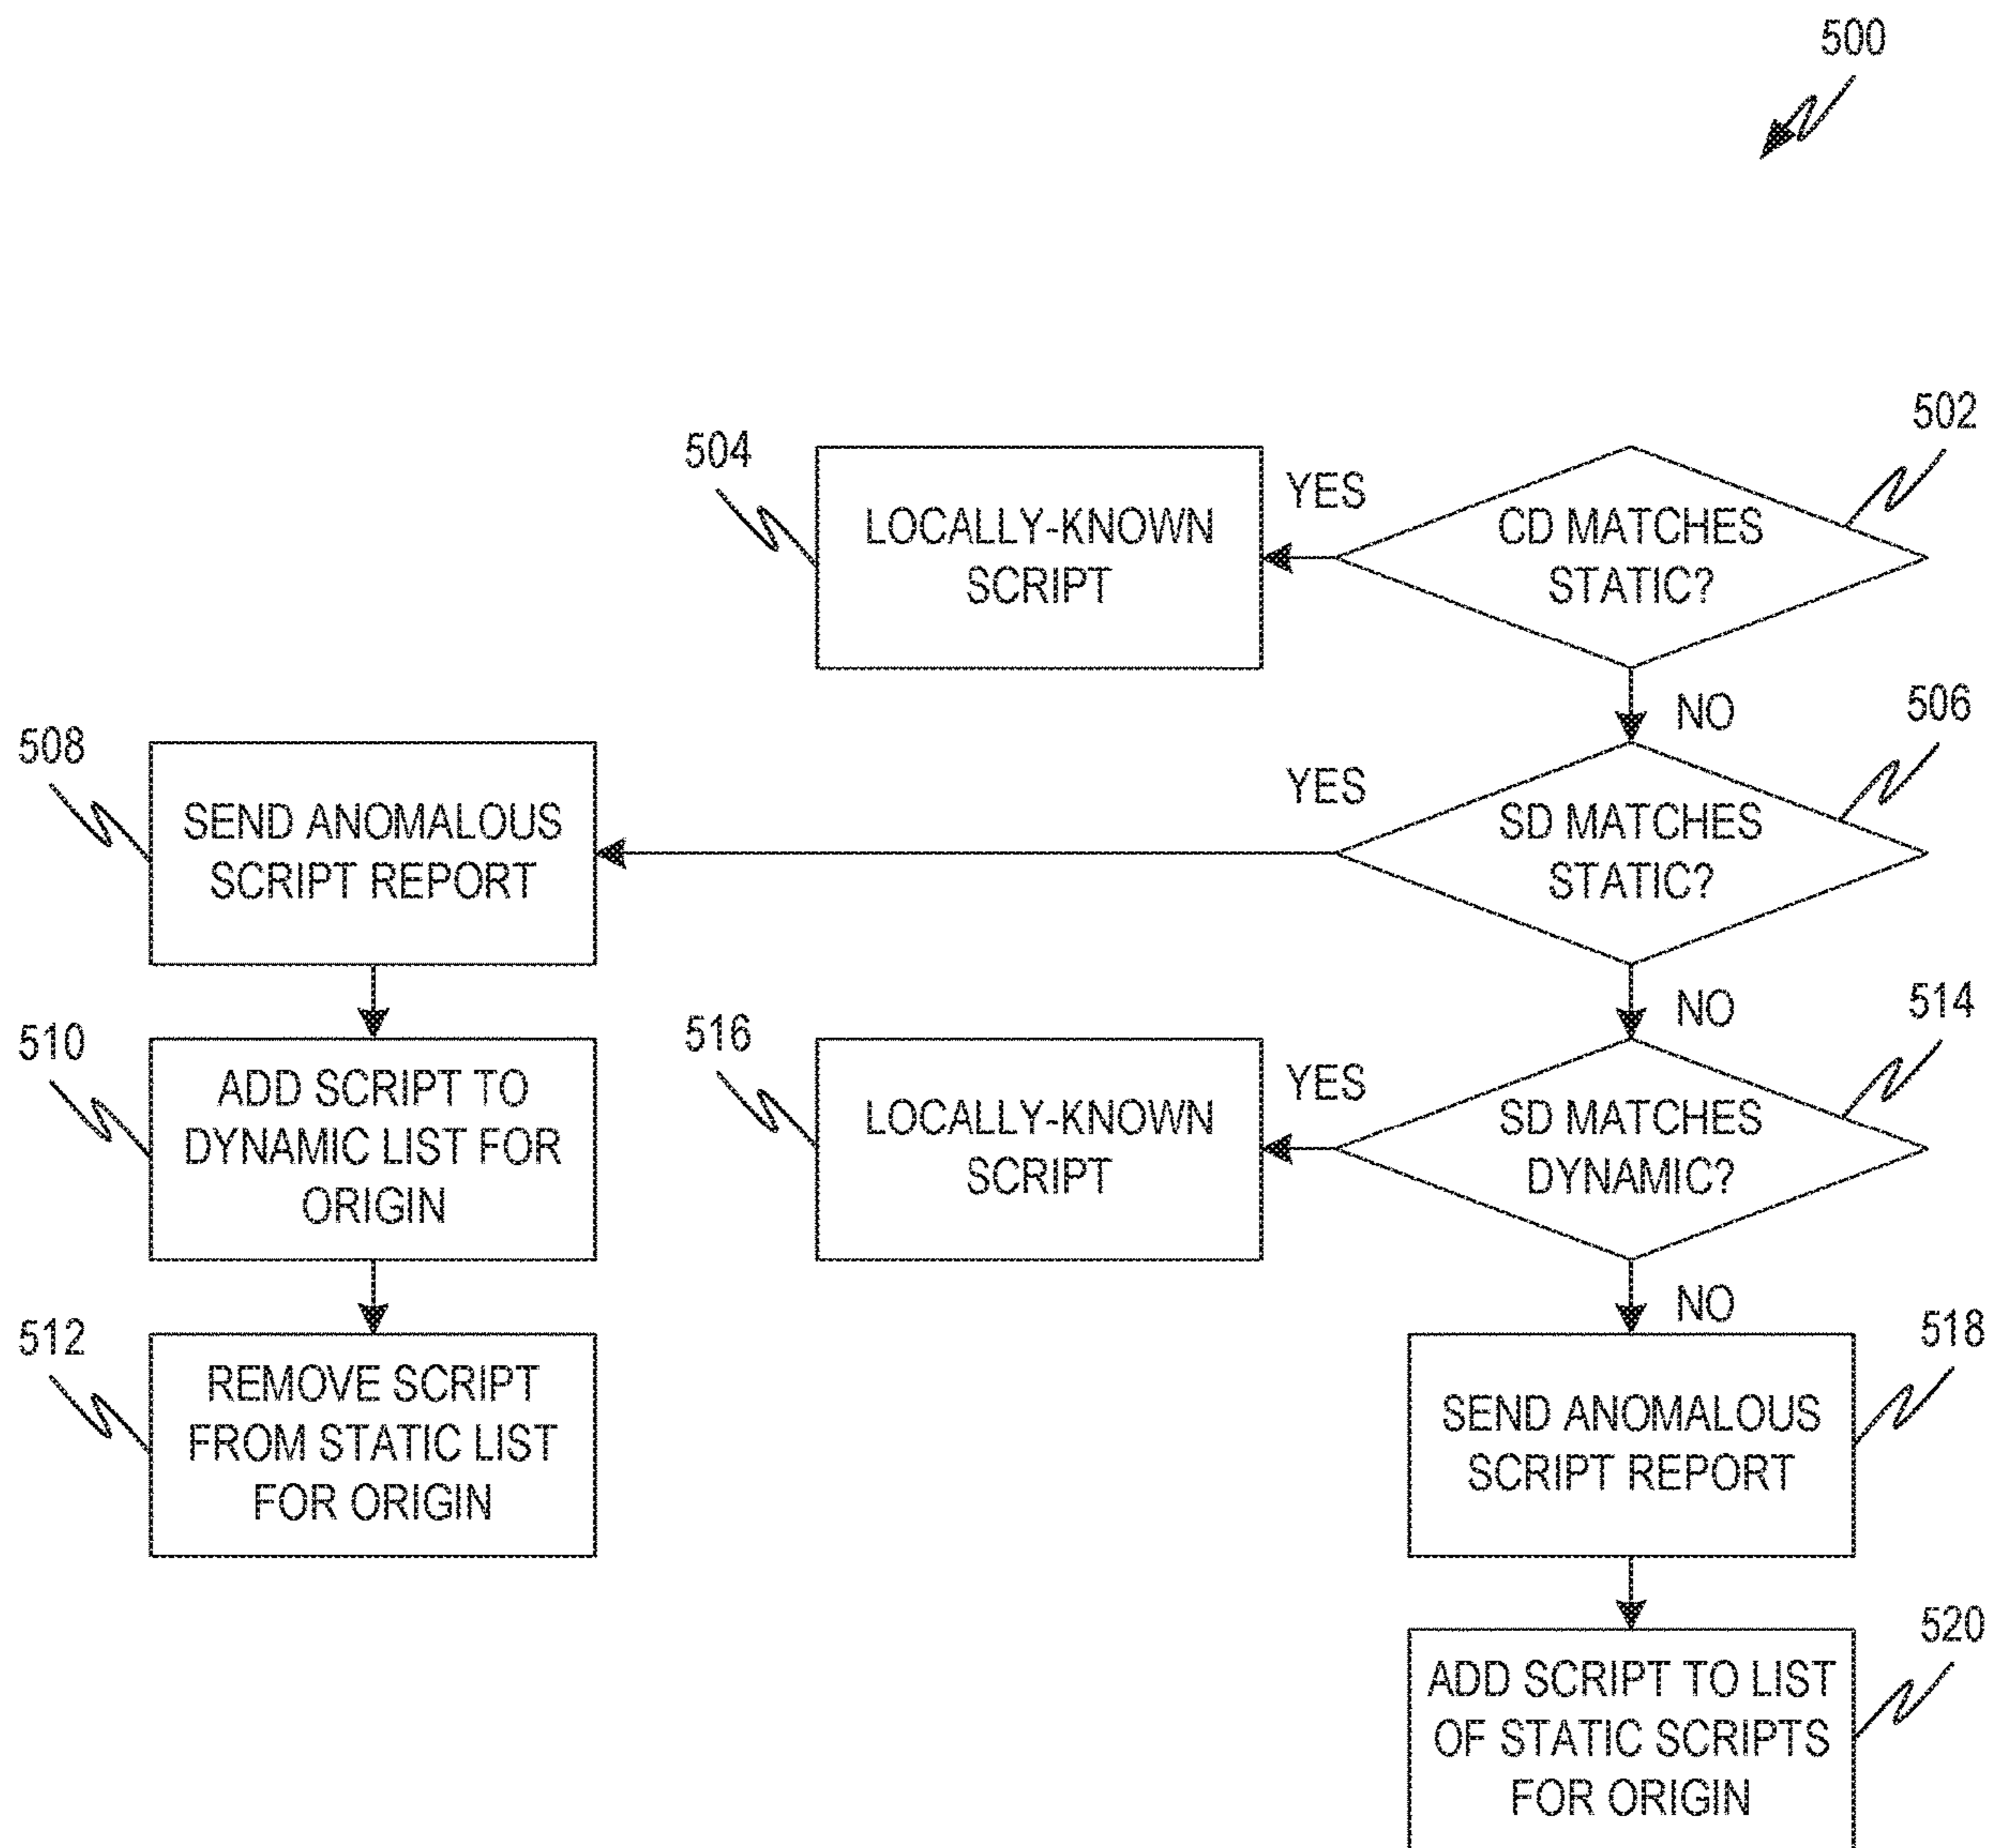 500
502
504
LOCALLY-KNOWN
SCRIPT
YES
CD MATCHES
STATIC?
NO
506
508
SEND ANOMALOUS
SCRIPT REPORT
YES
SD MATCHES
STATIC?
NO
514
510
ADD SCRIPT TO
DYNAMIC LIST FOR
ORIGIN
516
LOCALLY-KNOWN
SCRIPT
YES
SD MATCHES
DYNAMIC?
NO
512
REMOVE SCRIPT
FROM STATIC LIST
FOR ORIGIN
518
SEND ANOMALOUS
SCRIPT REPORT
520
ADD SCRIPT TO LIST
OF STATIC SCRIPTS
FOR ORIGIN